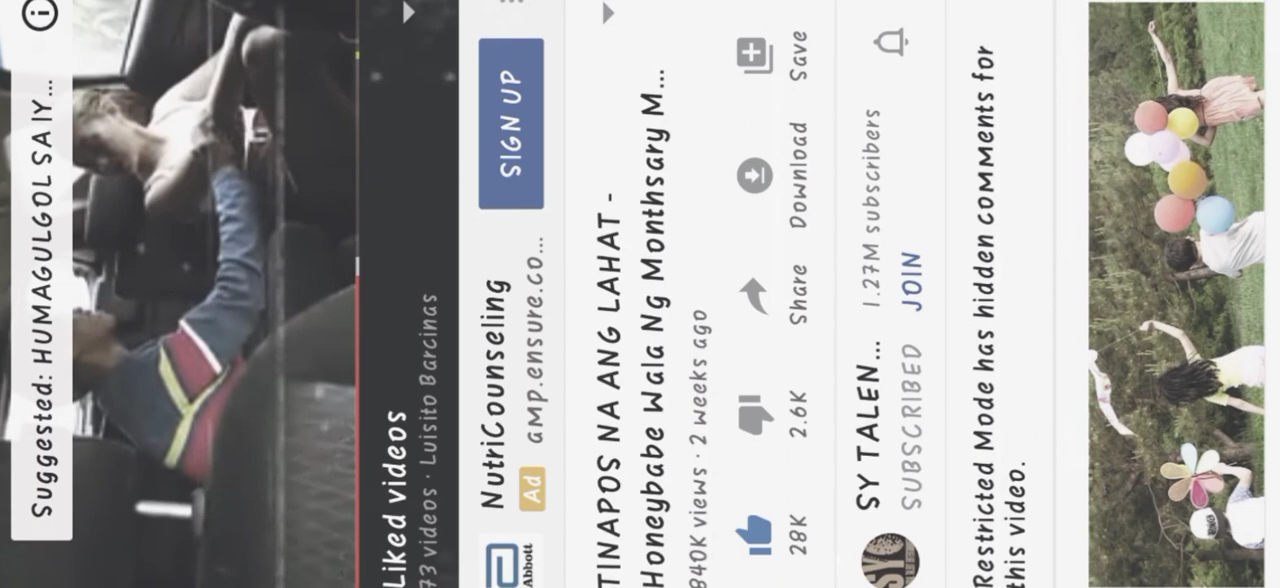 Suggested: HUMAGULGOL SA IY...
Liked videos
73 videos · Luisito Barcinas
Abbott
NutriCounseling
Ad amp.ensure.co...
SIGN UP
TINAPOS NA ANG LAHAT -
Honeybabe Wala Ng Monthsary M...
840K views · 2 weeks ago
28K
2.6K
Share
Download
Save
SY TALEN... 1.27M subscribers
SUBSCRIBED JOIN
Restricted Mode has hidden comments for
this video.